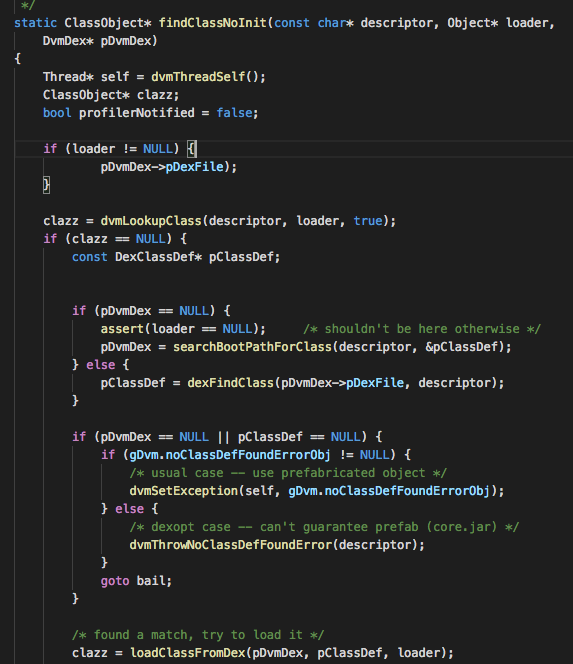 */
static ClassObject* findClassNoInit(const char* descriptor, Object* loader,
    DvmDex* pDvmDex)
{
    Thread* self = dvmThreadSelf();
    ClassObject* clazz;
    bool profilerNotified = false;

    if (loader != NULL) {
            pDvmDex->pDexFile);
    }

    clazz = dvmLookupClass(descriptor, loader, true);
    if (clazz == NULL) {
        const DexClassDef* pClassDef;


        if (pDvmDex == NULL) {
            assert(loader == NULL);     /* shouldn't be here otherwise */
            pDvmDex = searchBootPathForClass(descriptor, &pClassDef);
        } else {
            pClassDef = dexFindClass(pDvmDex->pDexFile, descriptor);
        }

        if (pDvmDex == NULL || pClassDef == NULL) {
            if (gDvm.noClassDefFoundErrorObj != NULL) {
                /* usual case -- use prefabricated object */
                dvmSetException(self, gDvm.noClassDefFoundErrorObj);
            } else {
                /* dexopt case -- can't guarantee prefab (core.jar) */
                dvmThrowNoClassDefFoundError(descriptor);
            }
            goto bail;
        }

        /* found a match, try to load it */
        clazz = loadClassFromDex(pDvmDex, pClassDef, loader);